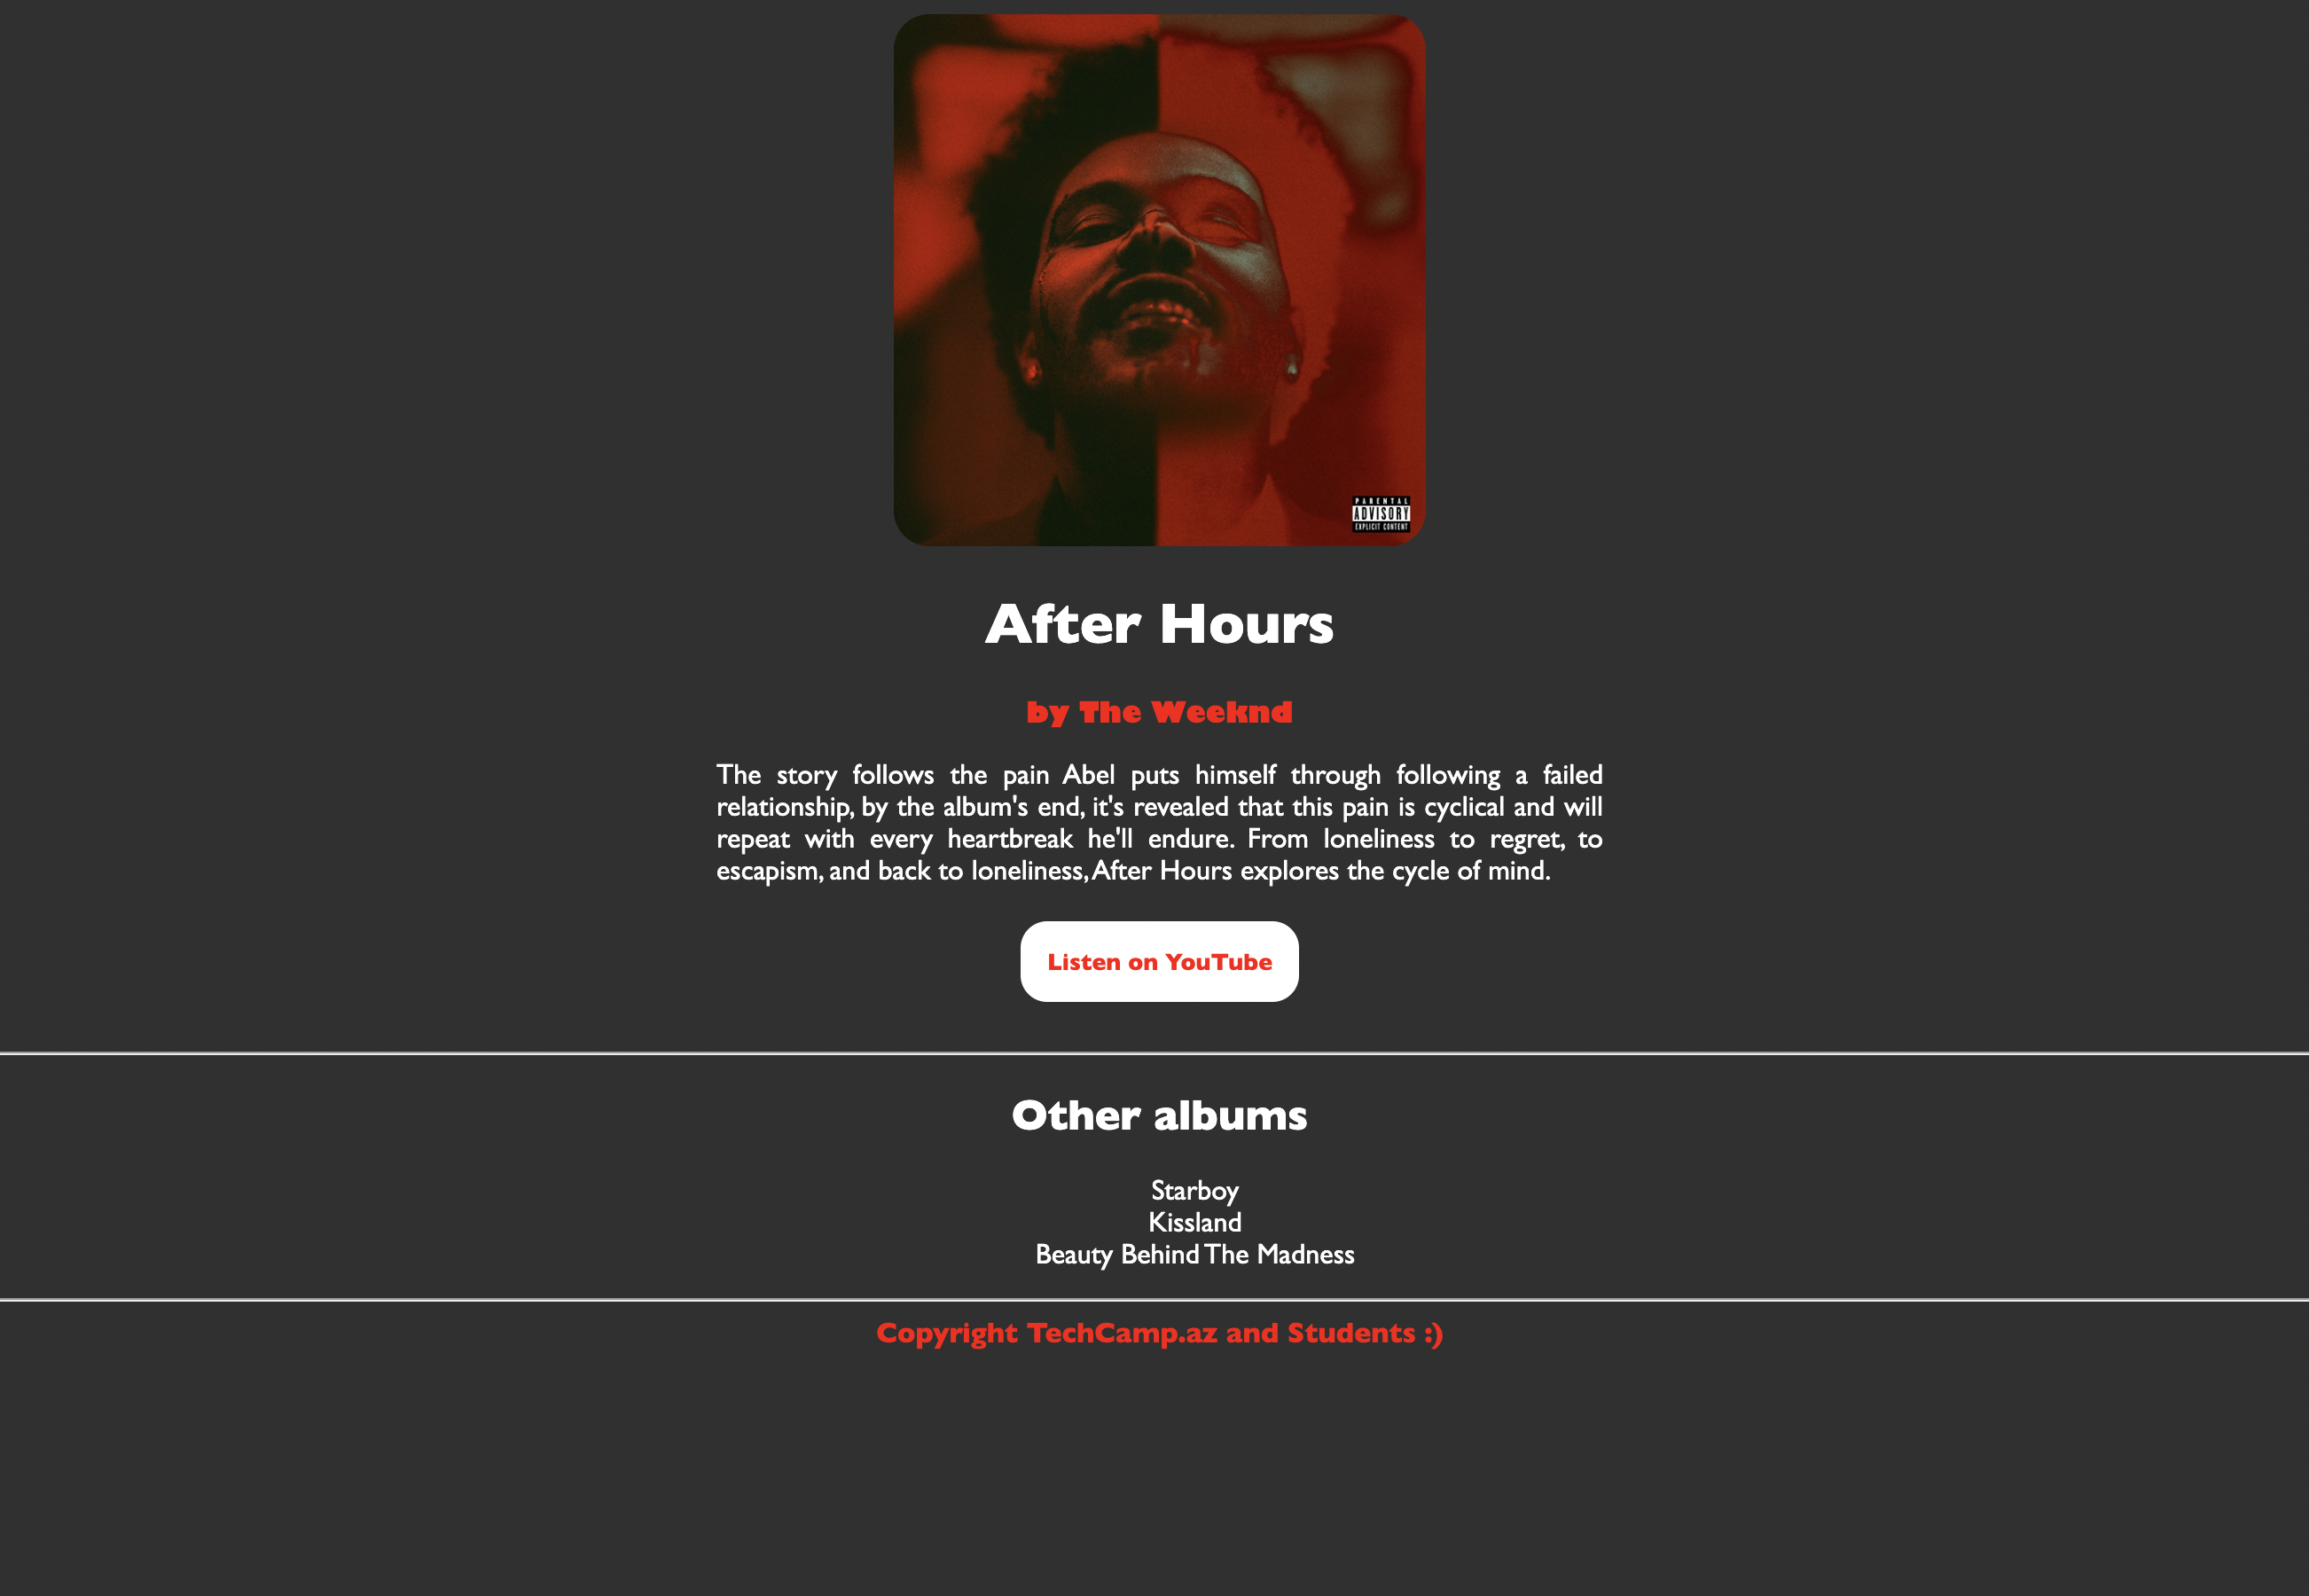 PARENTAL
ADVISORY
EXPLICIT CONTENT
After Hours
by The Weeknd
The story follows the pain Abel puts himself through following a failed
relationship, by the album's end, it's revealed that this pain is cyclical and will
repeat with every heartbreak he'll endure. From loneliness to regret, to
escapism, and back to loneliness, After Hours explores the cycle of mind.
Listen on YouTube
Other albums
Starboy
Kissland
Beauty Behind The Madness
Copyright TechCamp.az and Students :)